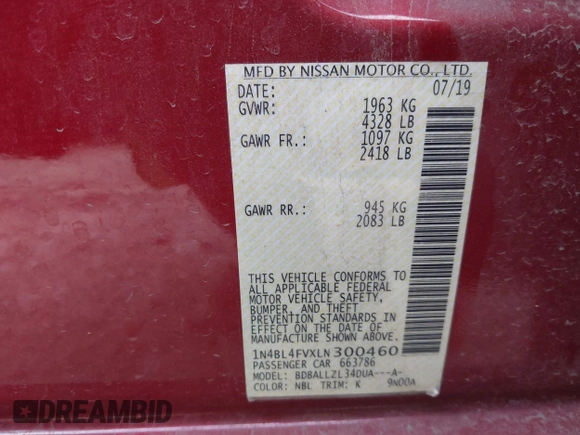 MFD BY NISSAN MOTOR CO., LTD.
DATE: 07/19
GVWR: 1963 KG
4328 LB
GAWR FR.: 1097 KG
2418 LB
GAWR RR.: 945 KG
2083 LB
THIS VEHICLE CONFORMS TO
ALL APPLICABLE FEDERAL
MOTOR VEHICLE SAFETY,
BUMPER, AND THEFT
PREVENTION STANDARDS IN
EFFECT ON THE DATE OF
MANUFACTURE SHOWN ABOVE.
1N4BL4FVXLN300460
PASSENGER CAR 663786
MODEL: BDBALLZL34DUA---A-
COLOR: NBL TRIM: K 9N00A
DREAMBID